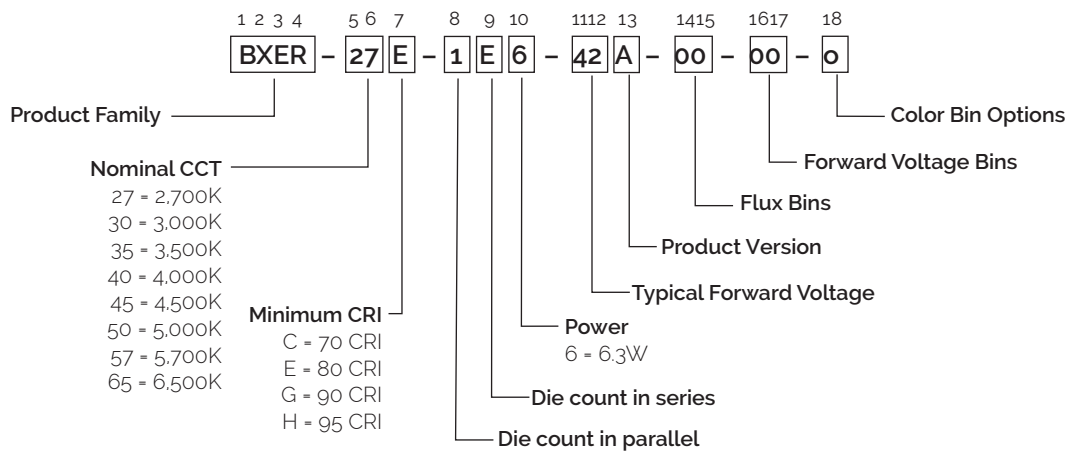 1 2 3 4 5 6 7 8 9 10 1112 13 1415 1617 18
BXER – 27 E – 1 E 6 – 42 A – 00 – 00 – 0
Product Family
Color Bin Options
Nominal CCT
27 = 2,700K
30 = 3,000K
35 = 3,500K
40 = 4,000K
45 = 4,500K
50 = 5,000K
57 = 5,700K
65 = 6,500K
Forward Voltage Bins
Flux Bins
Product Version
Typical Forward Voltage
Minimum CRI
C = 70 CRI
E = 80 CRI
G = 90 CRI
H = 95 CRI
Power
6 = 6.3W
Die count in series
Die count in parallel